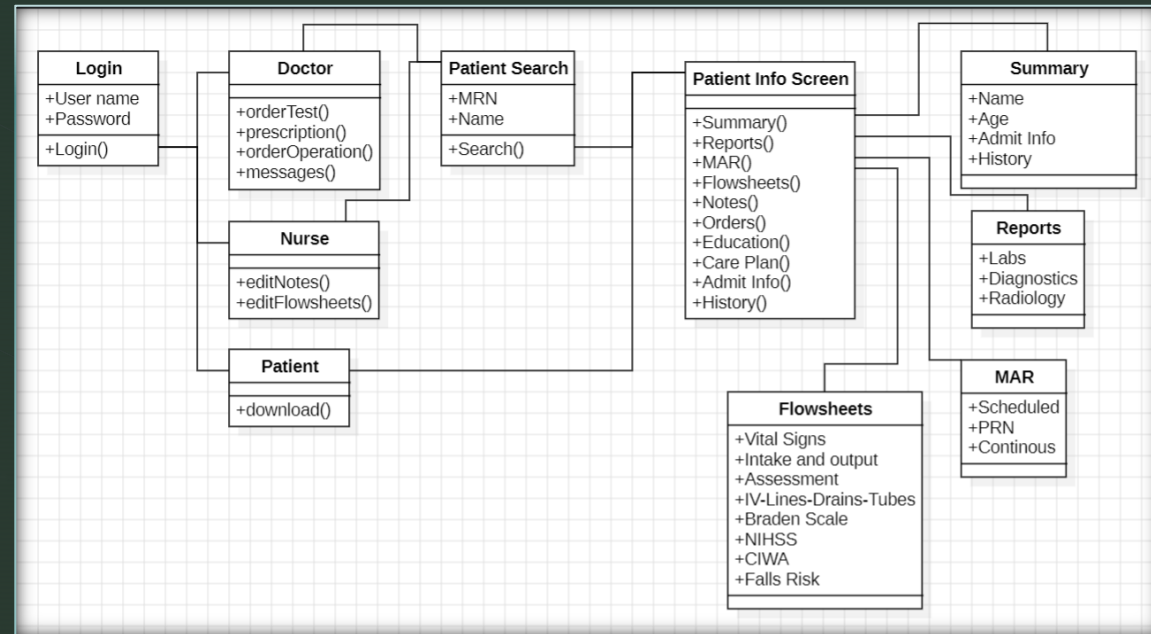 Login
+User name
+Password
+Login()
Doctor
+orderTest()
+prescription()
+orderOperation()
+messages()
Patient Search
+MRN
+Name
+Search()
Patient Info Screen
+Summary()
+Reports()
+MAR()
+Flowsheets()
+Notes()
+Orders()
+Education()
+Care Plan()
+Admit Info()
+History()
Summary
+Name
+Age
+Admit Info
+History
Nurse
+editNotes()
+editFlowsheets()
Reports
+Labs
+Diagnostics
+Radiology
Patient
+download()
MAR
+Scheduled
+PRN
+Continous
Flowsheets
+Vital Signs
+Intake and output
+Assessment
+IV-Lines-Drains-Tubes
+Braden Scale
+NIHSS
+CIWA
+Falls Risk